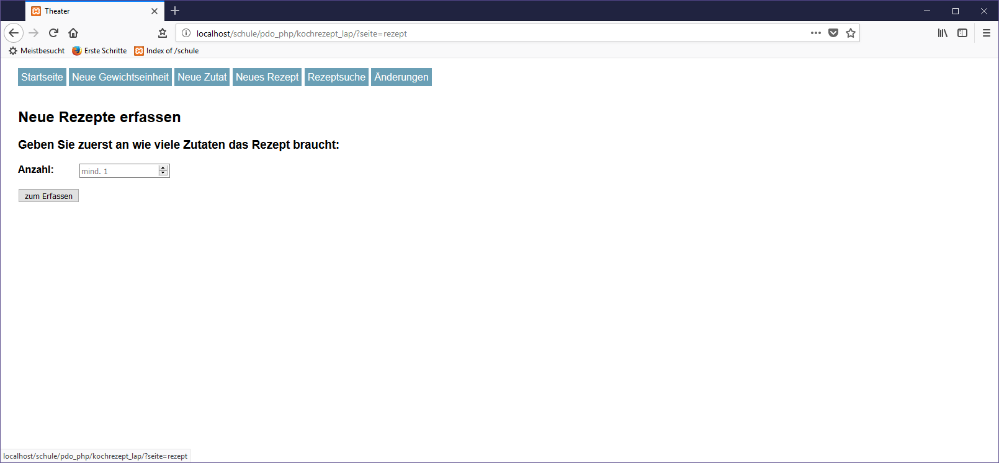 Theater
localhost/schule/pdo_php/kochrezept_lap/?seite=rezept
Meistbesucht Erste Schritte Index of /schule
Startseite Neue Gewichtseinheit Neue Zutat Neues Rezept Rezeptsuche Änderungen
Neue Rezepte erfassen
Geben Sie zuerst an wie viele Zutaten das Rezept braucht:
Anzahl: mind. 1
zum Erfassen
localhost/schule/pdo_php/kochrezept_lap/?seite=rezept